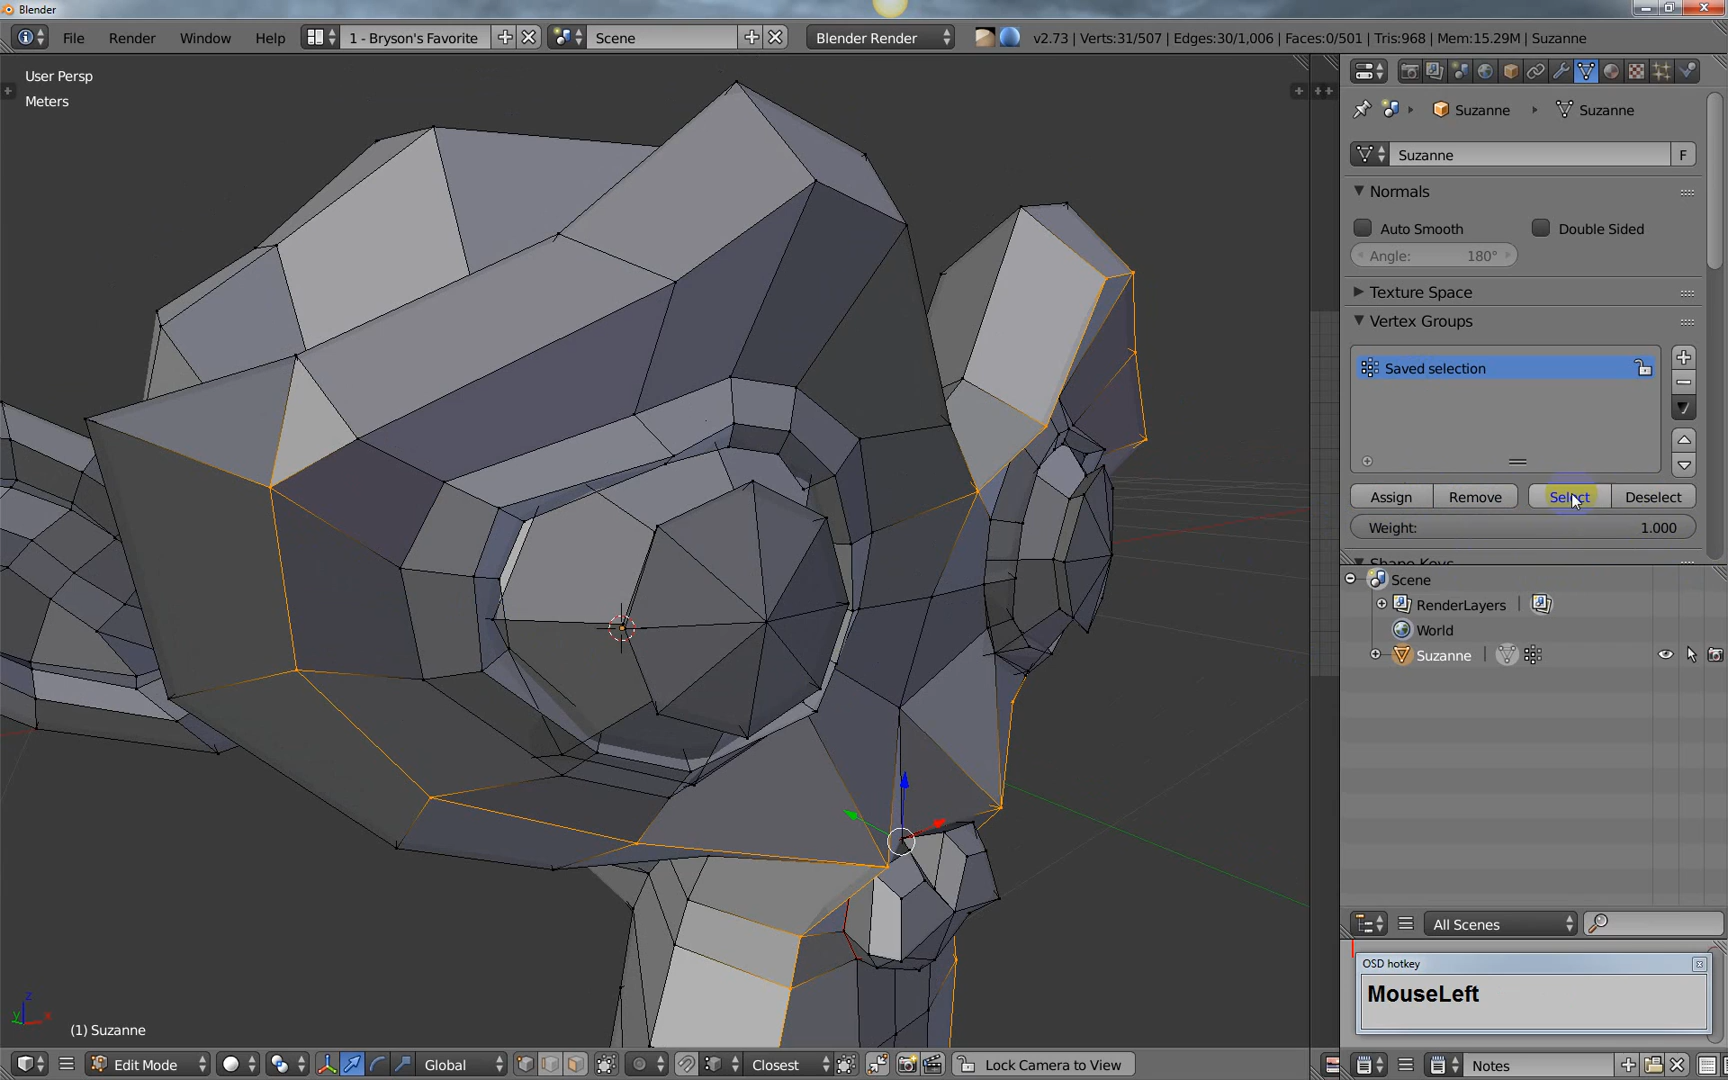 Blender
File Render Window Help 1 - Bryson's Favorite Scene Blender Render v2.73 | Verts:31/507 | Edges:30/1,006 | Faces:0/501 | Tris:968 | Mem:15.29M | Suzanne
User Persp
Meters
Suzanne Suzanne
Suzanne F
Normals
Auto Smooth Double Sided
Angle: 180°
Texture Space
Vertex Groups
Saved selection
Assign Remove Select Deselect
Weight: 1.000
Shape Keys
Scene
RenderLayers
World
Suzanne
All Scenes
OSD hotkey
MouseLeft
z
y x
(1) Suzanne
Edit Mode Global Closest Lock Camera to View Notes